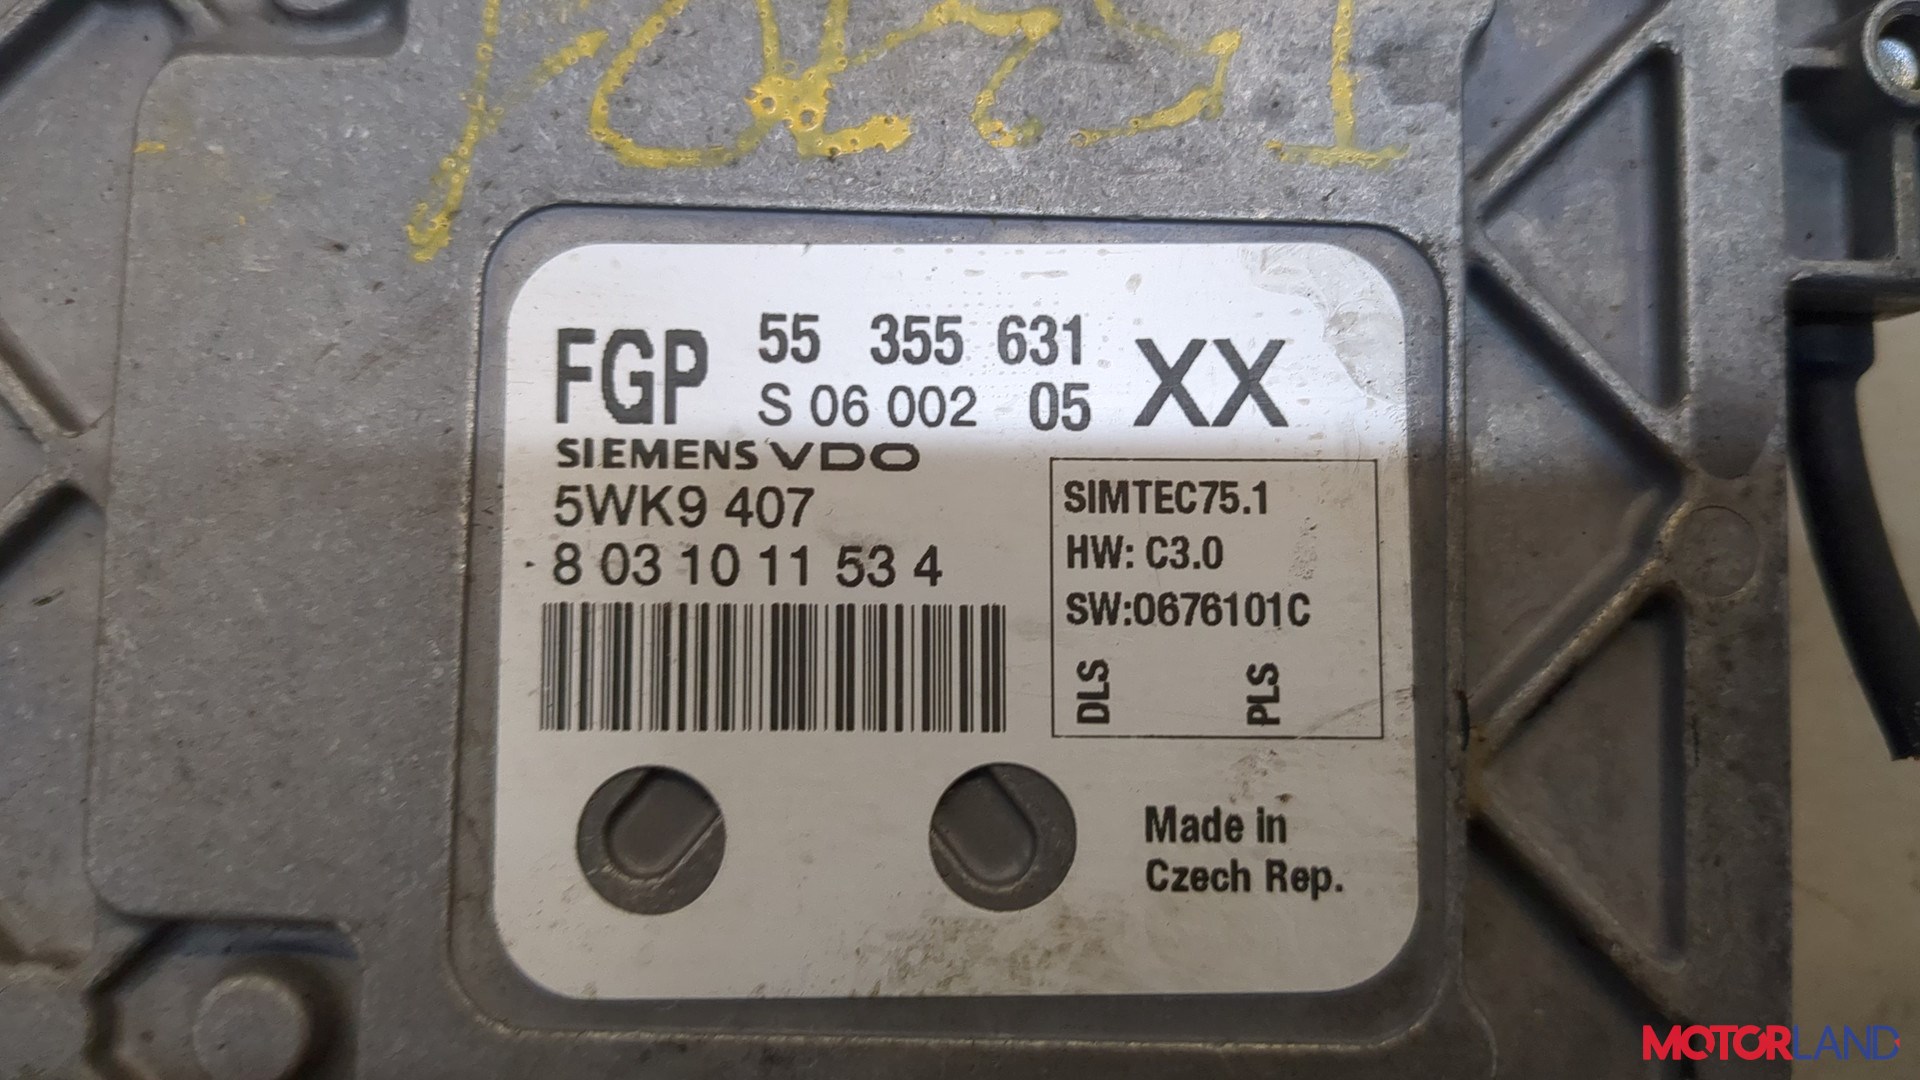 FGP 55 355 631 XX
S 06 002 05
SIEMENS VDO
5WK9 407
8 03 10 11 53 4
SIMTEC75.1
HW: C3.0
SW:0676101C
DLS PLS
Made in
Czech Rep.
MOTORLAND